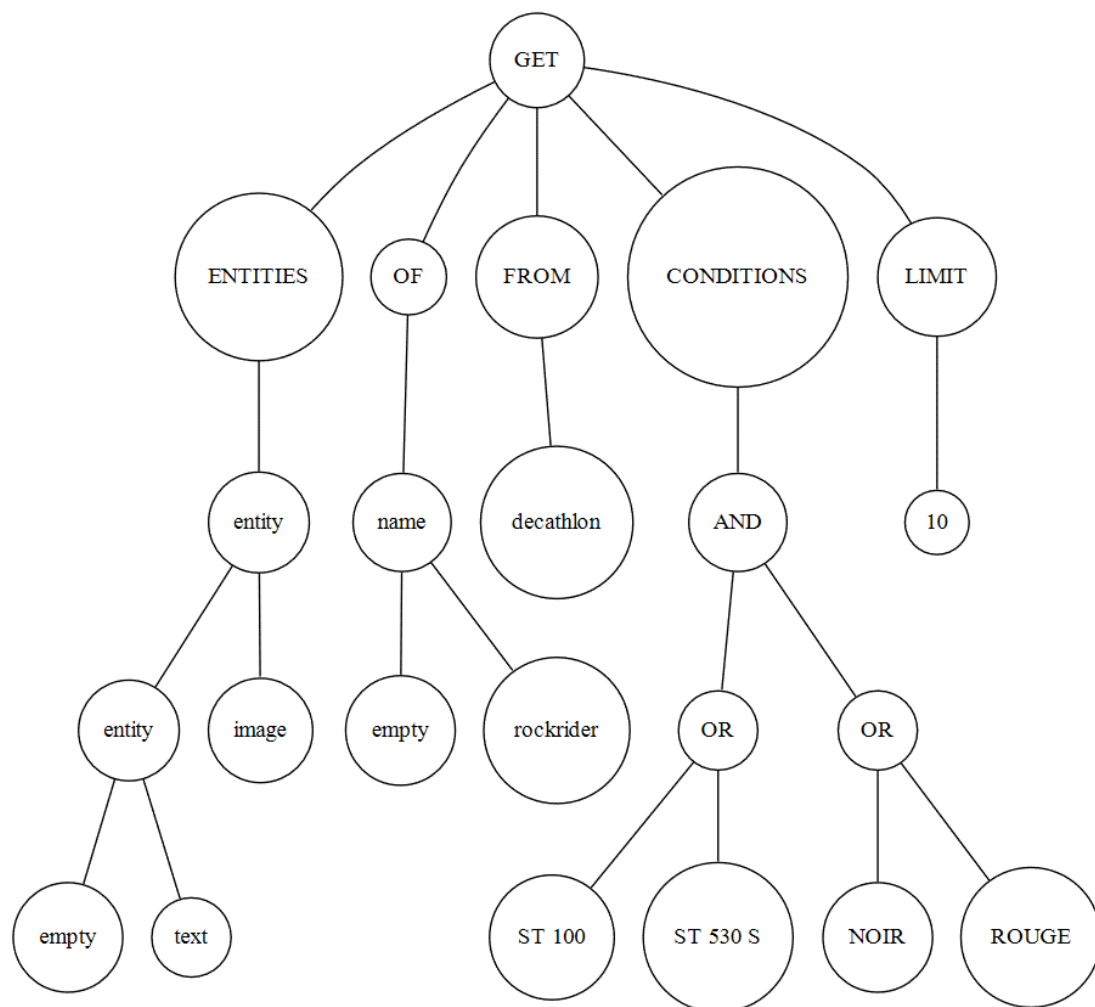 GET
ENTITIES
OF
FROM
CONDITIONS
LIMIT
entity
name
decathlon
AND
10
entity
image
empty
rockrider
OR
OR
empty
text
ST 100
ST 530 S
NOIR
ROUGE